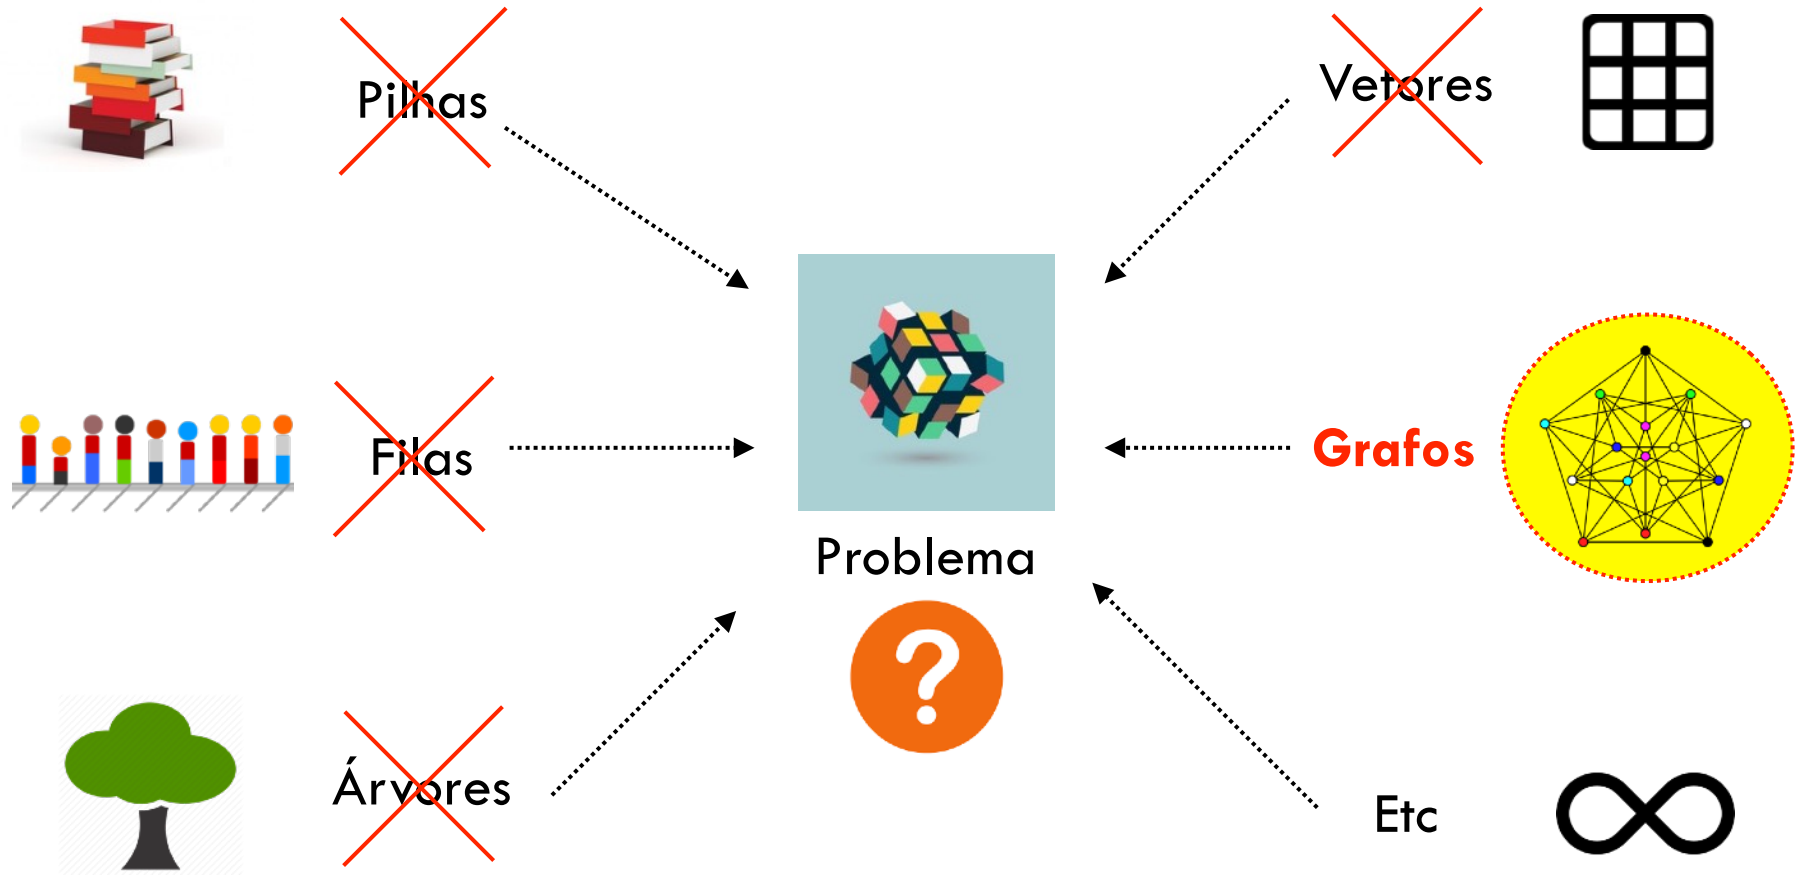 Pilhas
Vetores
Filas
Grafos
Problema
?
Árvores
Etc